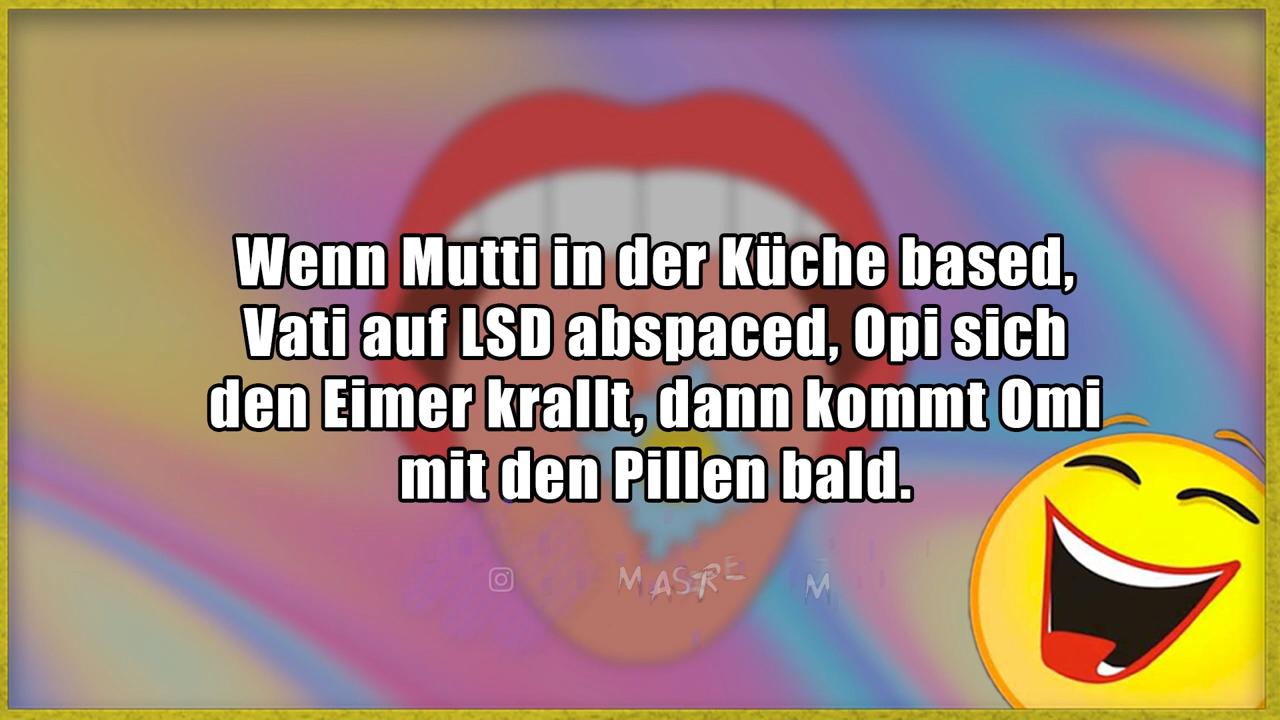 Wenn Mutti in der Küche based,
Vati auf LSD abspaced, Opi sich
den Eimer krallt, dann kommt Omi
mit den Pillen bald.